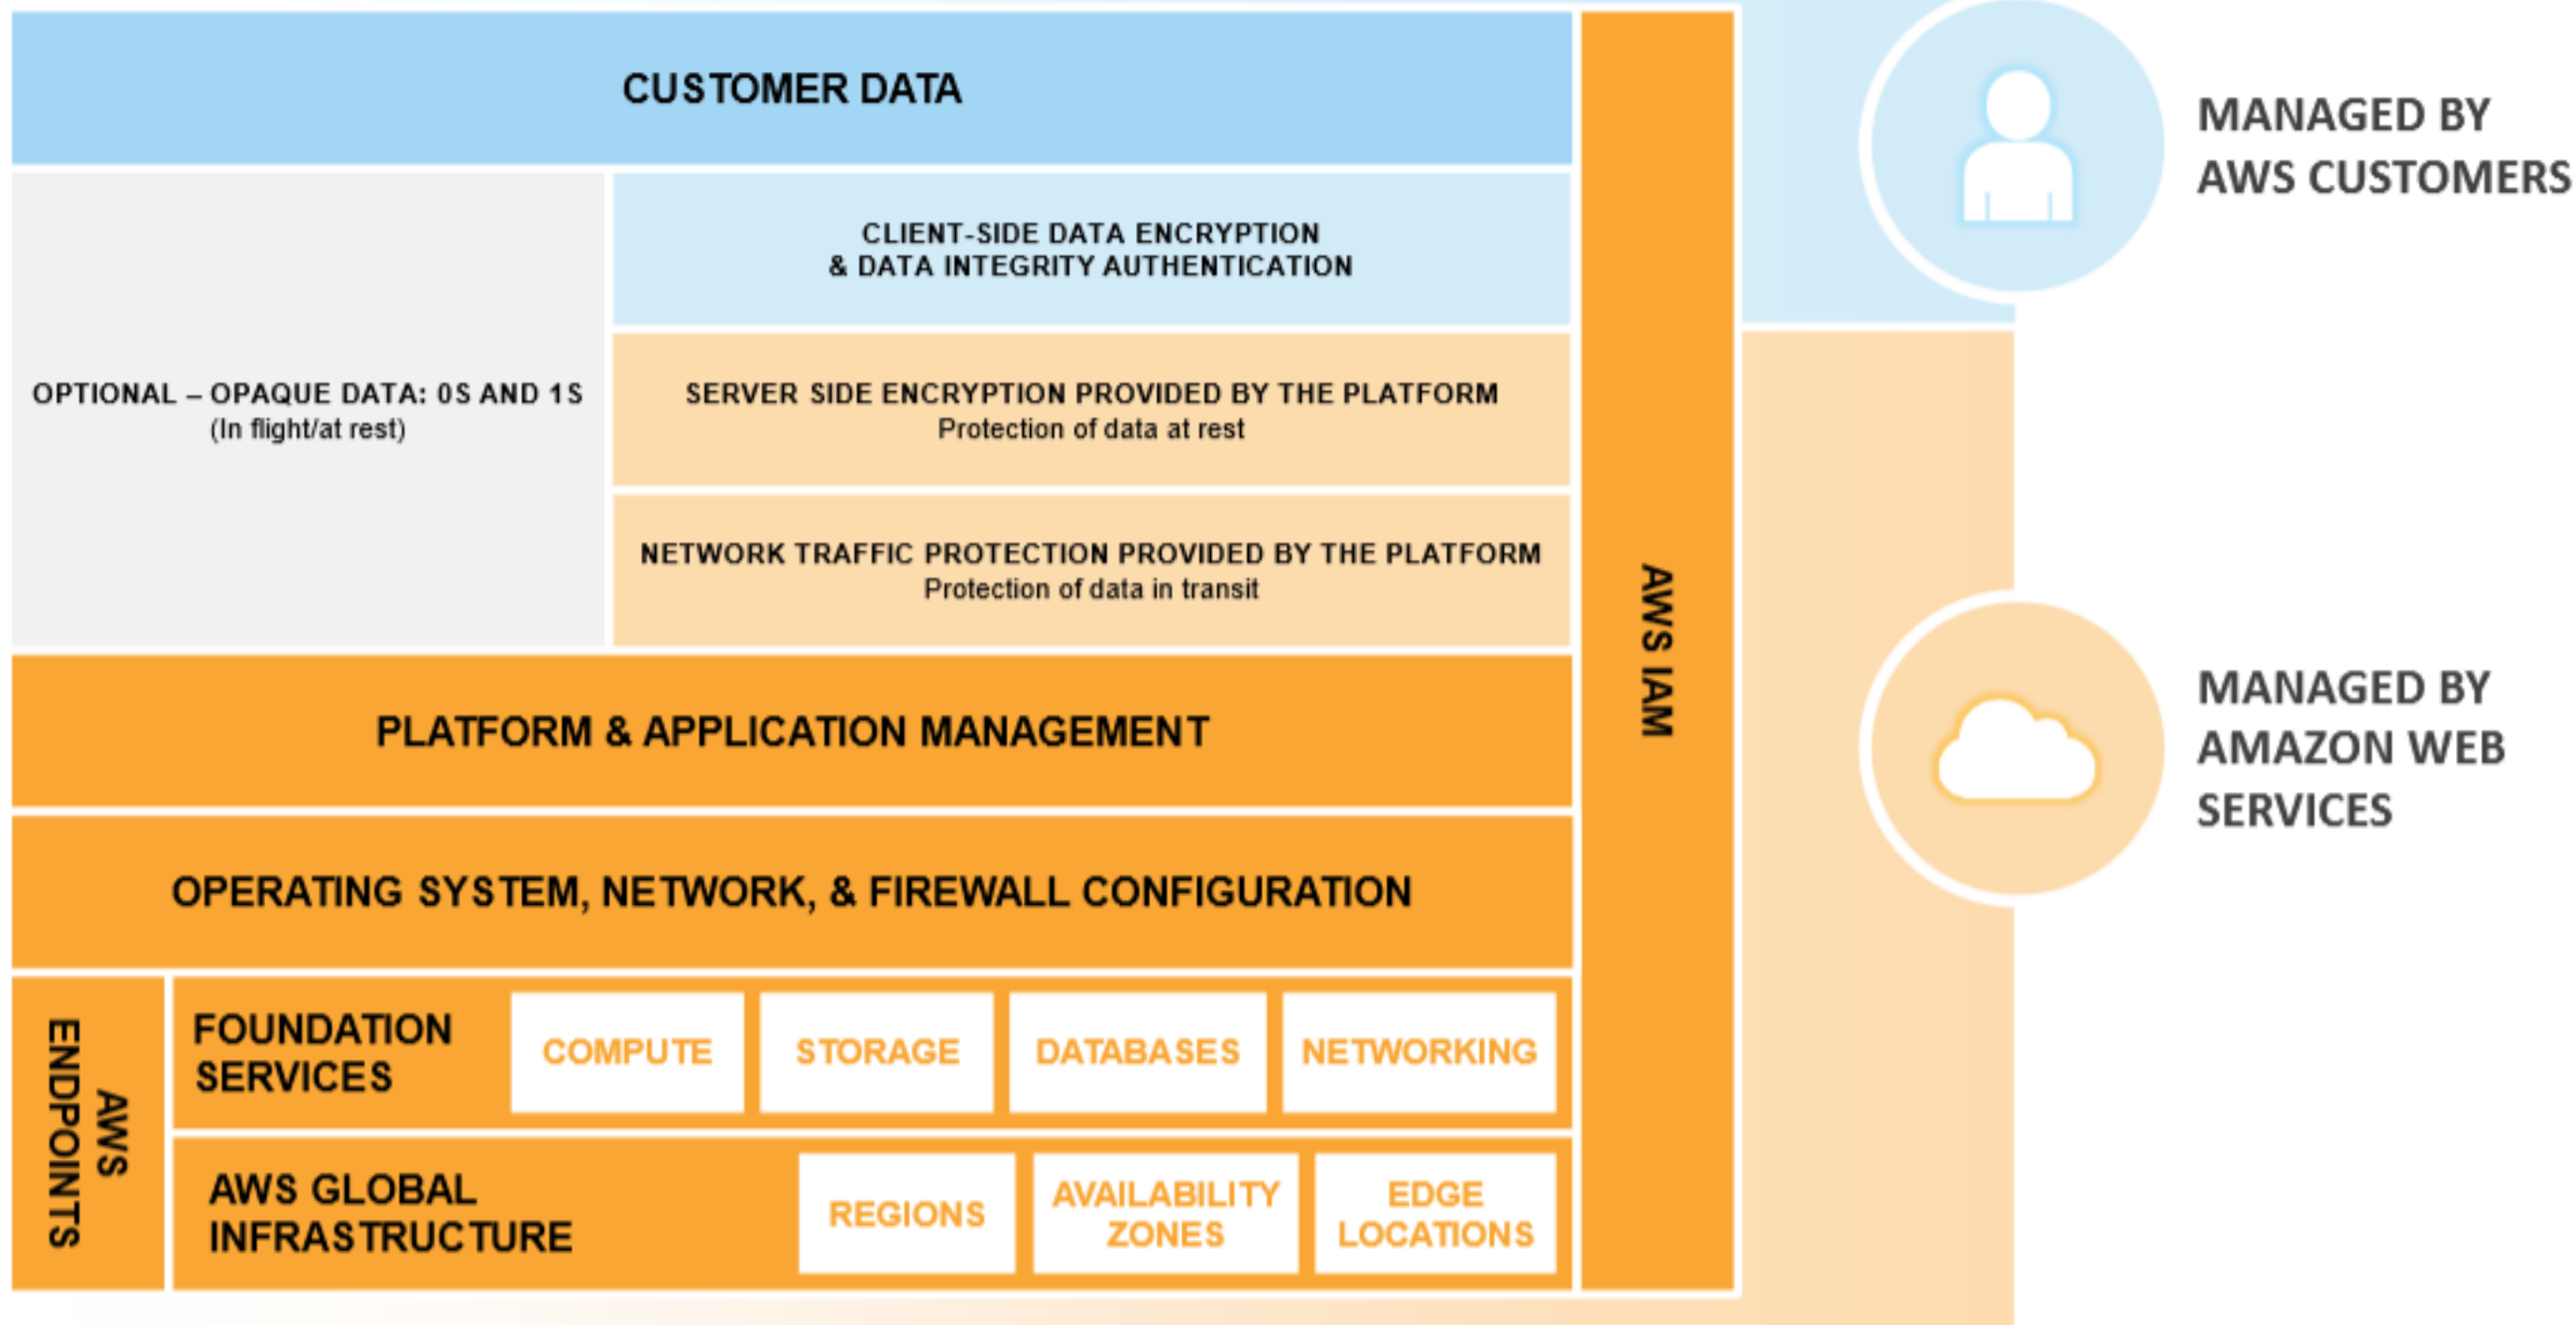 CUSTOMER DATA
CLIENT-SIDE DATA ENCRYPTION
& DATA INTEGRITY AUTHENTICATION
OPTIONAL – OPAQUE DATA: 0S AND 1S
(In flight/at rest)
SERVER SIDE ENCRYPTION PROVIDED BY THE PLATFORM
Protection of data at rest
NETWORK TRAFFIC PROTECTION PROVIDED BY THE PLATFORM
Protection of data in transit
PLATFORM & APPLICATION MANAGEMENT
OPERATING SYSTEM, NETWORK, & FIREWALL CONFIGURATION
AWS
ENDPOINTS
FOUNDATION
SERVICES
COMPUTE
STORAGE
DATABASES
NETWORKING
AWS GLOBAL
INFRASTRUCTURE
REGIONS
AVAILABILITY
ZONES
EDGE
LOCATIONS
AWS IAM
MANAGED BY
AWS CUSTOMERS
MANAGED BY
AMAZON WEB
SERVICES